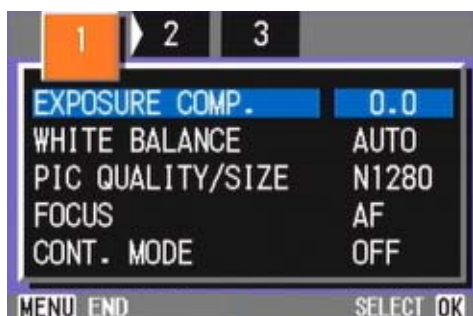 1 2 3
EXPOSURE COMP. 0.0
WHITE BALANCE AUTO
PIC QUALITY/SIZE N1280
FOCUS AF
CONT. MODE OFF
MENU END SELECT OK